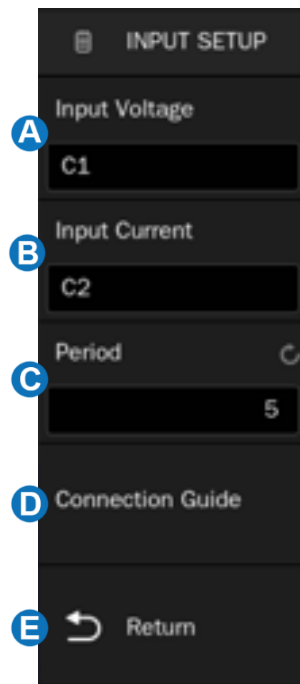 INPUT SETUP
Input Voltage
A
C1
Input Current
B
C2
Period
C
5
D Connection Guide
E Return